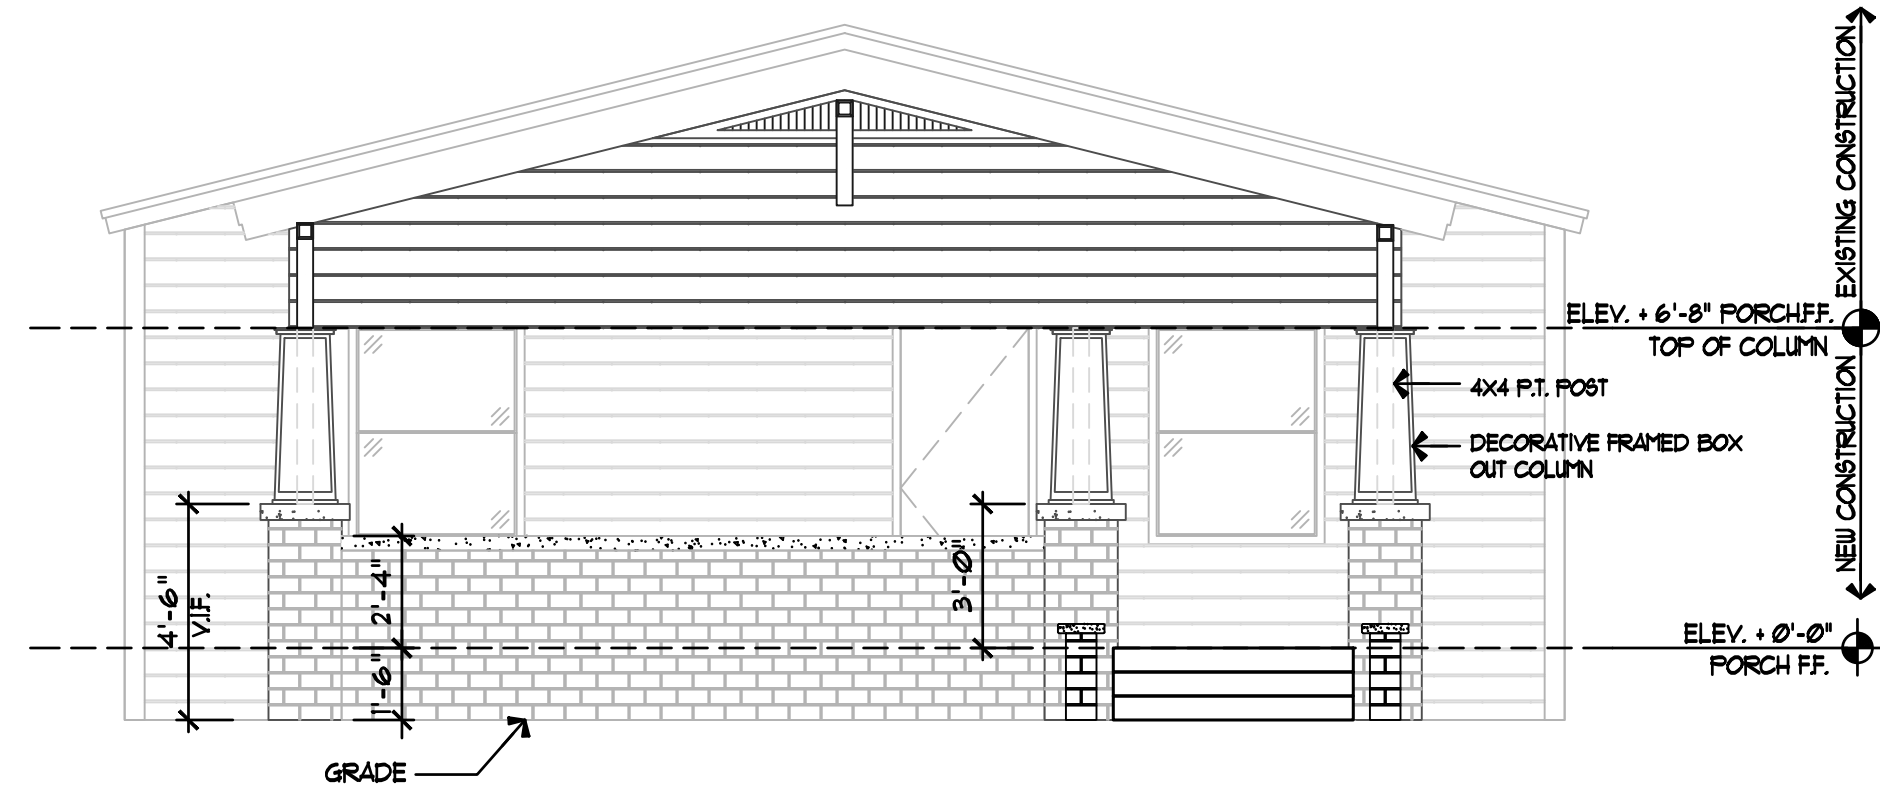 EXISTING CONSTRUCTION
ELEV. + 6'-8" PORCH.F.F.
TOP OF COLUMN
4X4 P.T. POST
DECORATIVE FRAMED BOX
OUT COLUMN
NEW CONSTRUCTION
4'-6"
V.I.F.
2'-4"
3'-0"
1'-6"
ELEV. + 0'-0"
PORCH F.F.
GRADE